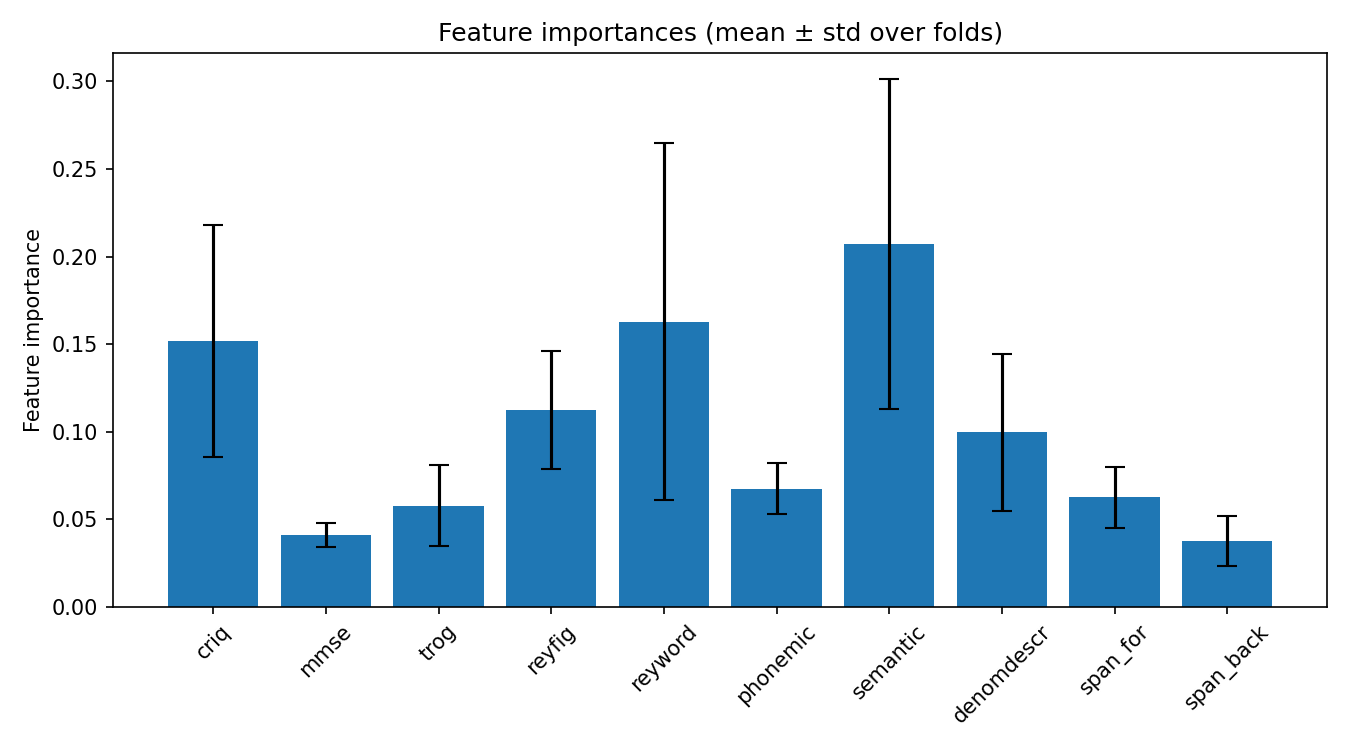 Feature importances (mean ± std over folds)
Feature importance
0.30
0.25
0.20
0.15
0.10
0.05
0.00
criq
mmse
trog
reyfig
reyword
phonemic
semantic
denomdescr
span_for
span_back